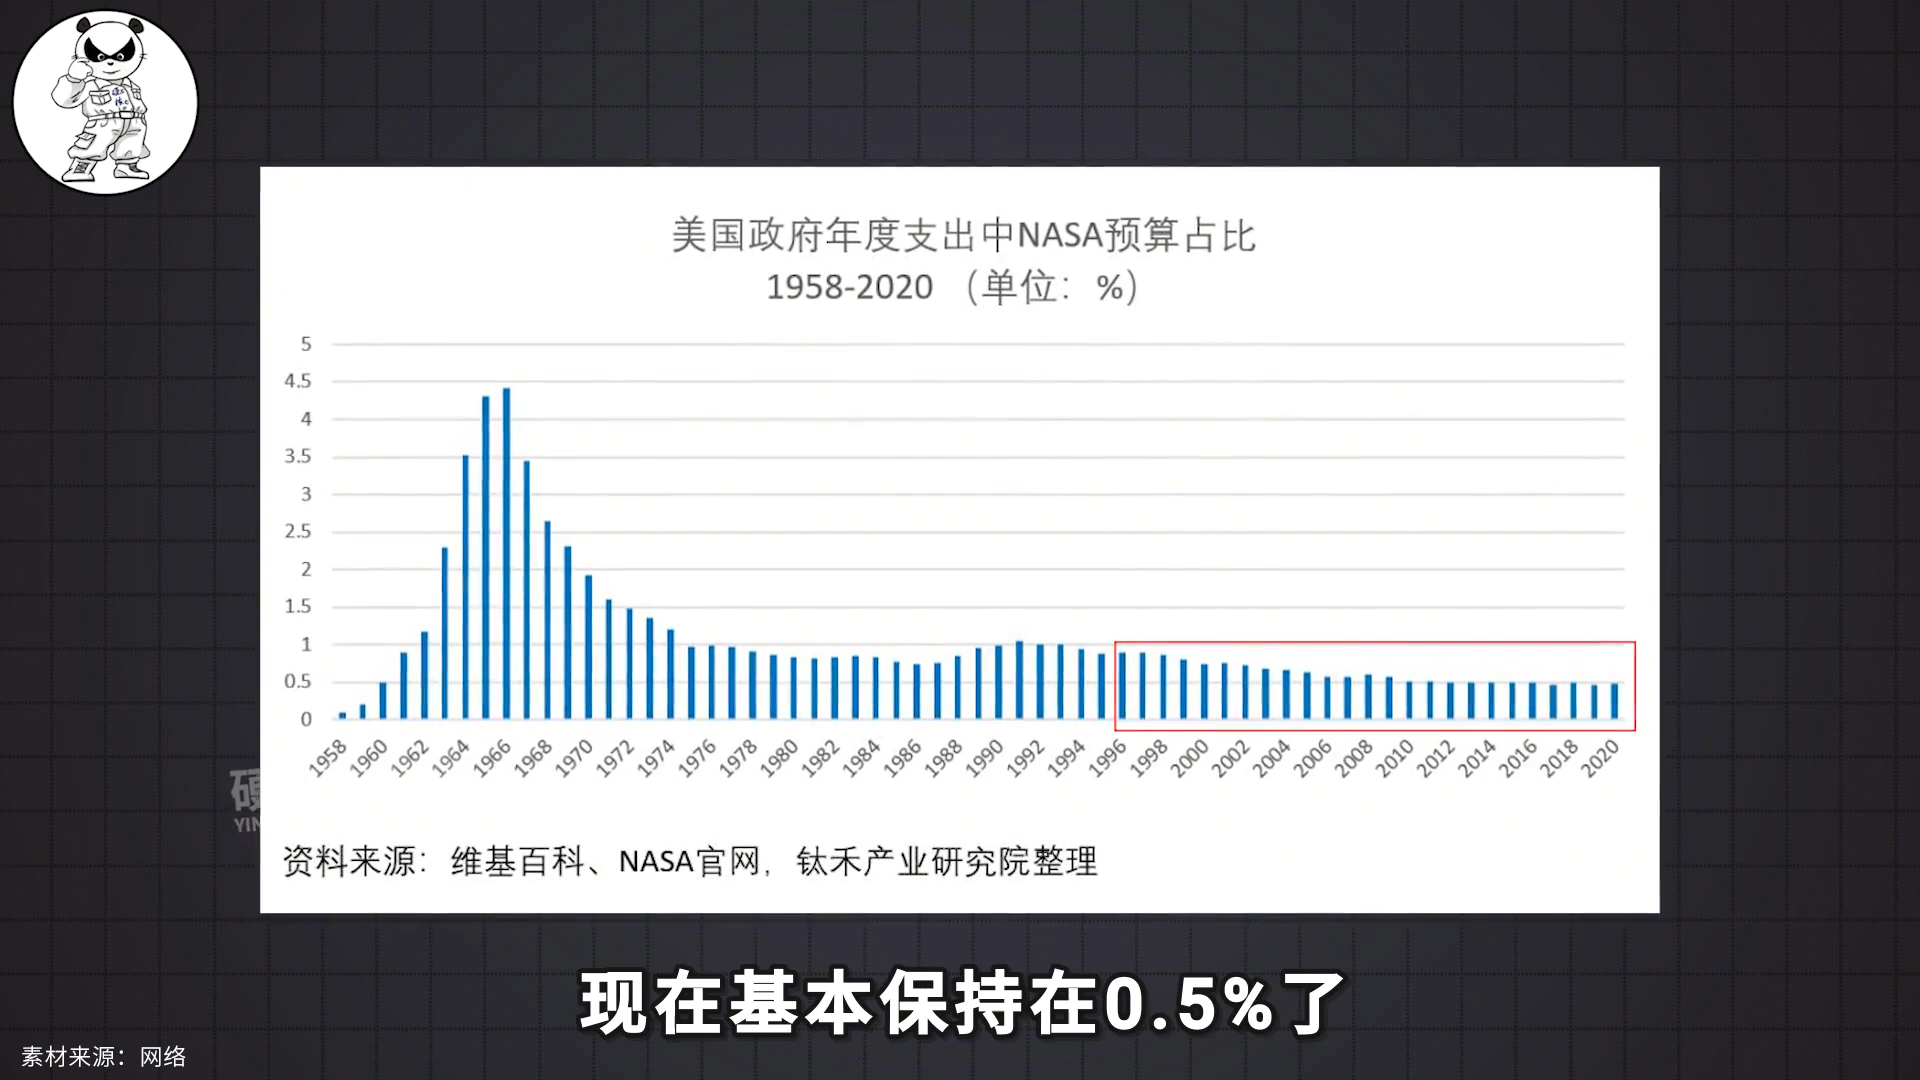 美国政府年度支出中NASA预算占比
1958-2020 （单位：%）
5
4.5
4
3.5
3
2.5
2
1.5
1
0.5
0
1958 1960 1962 1964 1966 1968 1970 1972 1974 1976 1978 1980 1982 1984 1986 1988 1990 1992 1994 1996 1998 2000 2002 2004 2006 2008 2010 2012 2014 2016 2018 2020
硬
YIN
资料来源：维基百科、NASA官网，钛禾产业研究院整理
现在基本保持在0.5%了
素材来源：网络